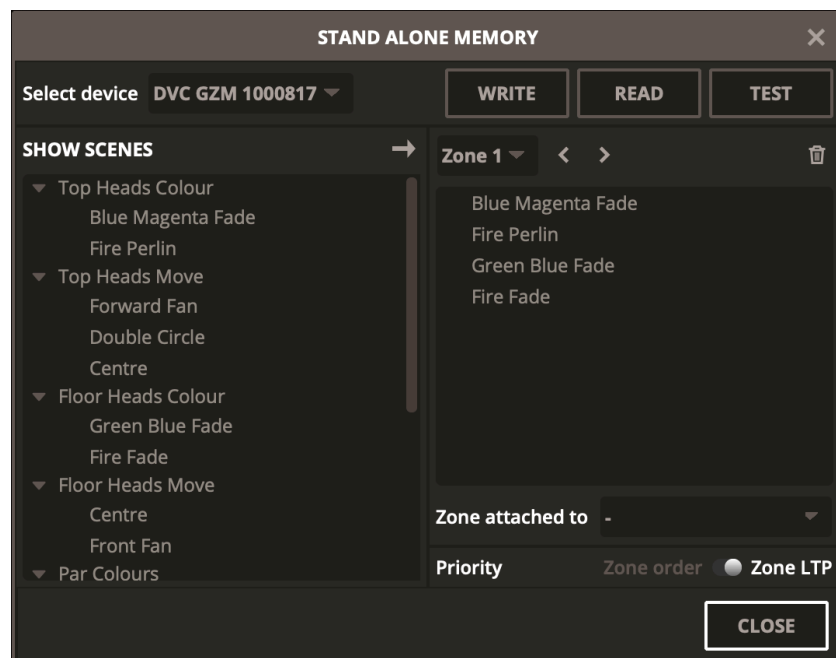 STAND ALONE MEMORY
Select device DVC GZM 1000817 WRITE READ TEST
SHOW SCENES
Top Heads Colour
Blue Magenta Fade
Fire Perlin
Top Heads Move
Forward Fan
Double Circle
Centre
Floor Heads Colour
Green Blue Fade
Fire Fade
Floor Heads Move
Centre
Front Fan
Par Colours
Zone 1
Blue Magenta Fade
Fire Perlin
Green Blue Fade
Fire Fade
Zone attached to -
Priority Zone order Zone LTP
CLOSE